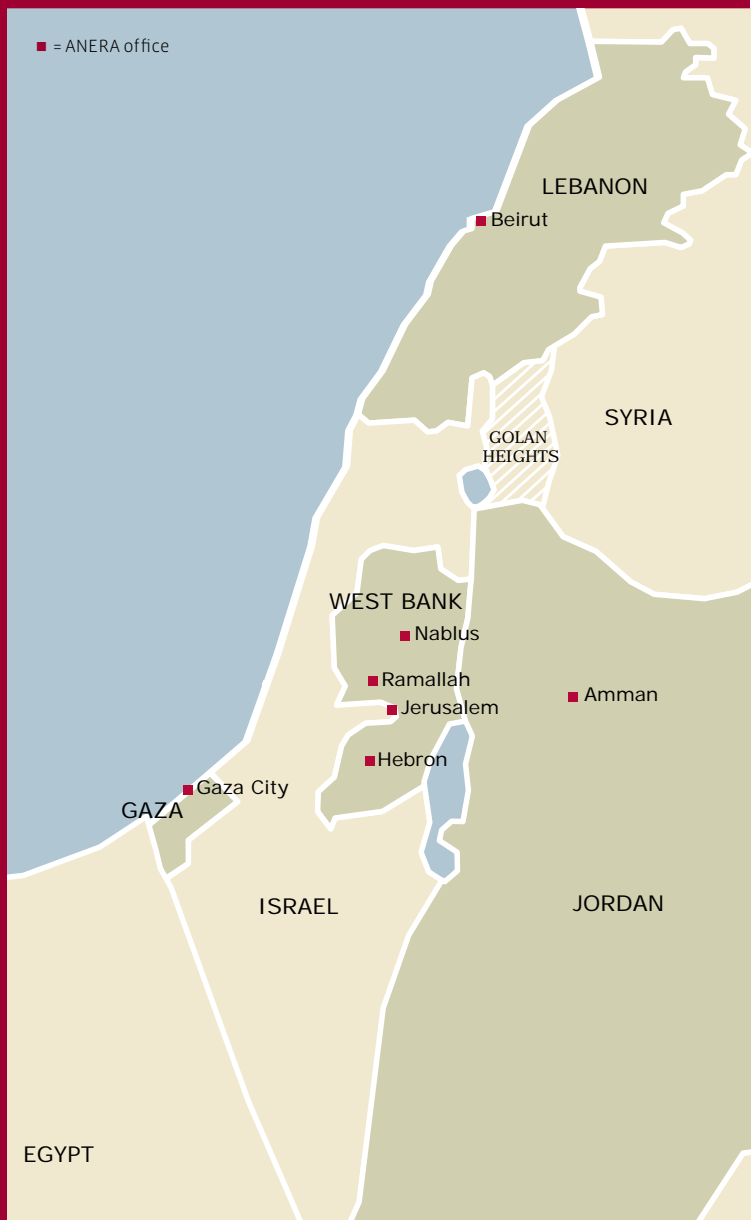 = ANERA office
LEBANON
Beirut
SYRIA
GOLAN
HEIGHTS
WEST BANK
Nablus
Ramallah
Amman
Jerusalem
Hebron
Gaza City
GAZA
ISRAEL
JORDAN
EGYPT